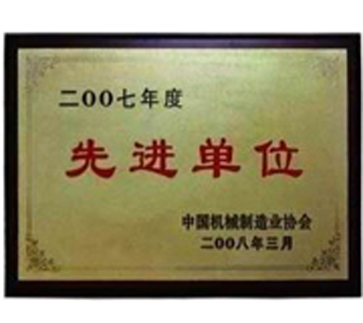 二00七年度
先进单位
中国机械制造业协会
二00八年三月